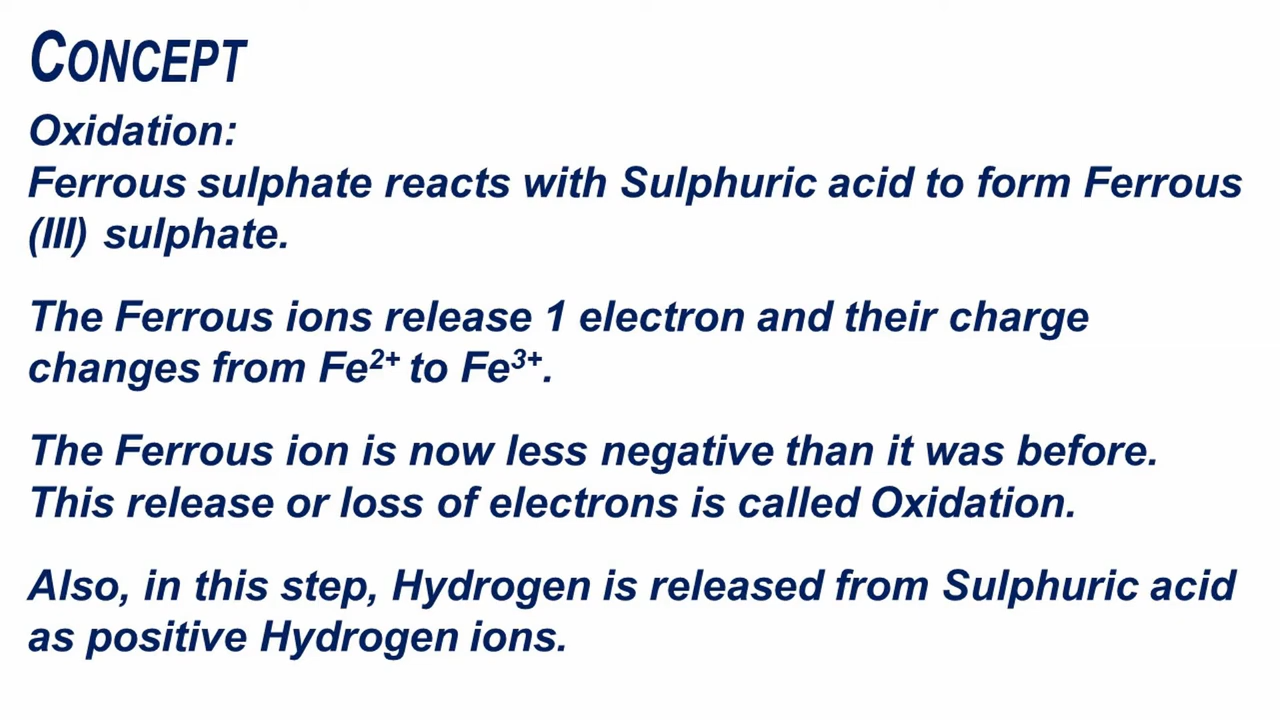 CONCEPT
Oxidation:
Ferrous sulphate reacts with Sulphuric acid to form Ferrous
(III) sulphate.
The Ferrous ions release 1 electron and their charge
changes from Fe²⁺ to Fe³⁺.
The Ferrous ion is now less negative than it was before.
This release or loss of electrons is called Oxidation.
Also, in this step, Hydrogen is released from Sulphuric acid
as positive Hydrogen ions.